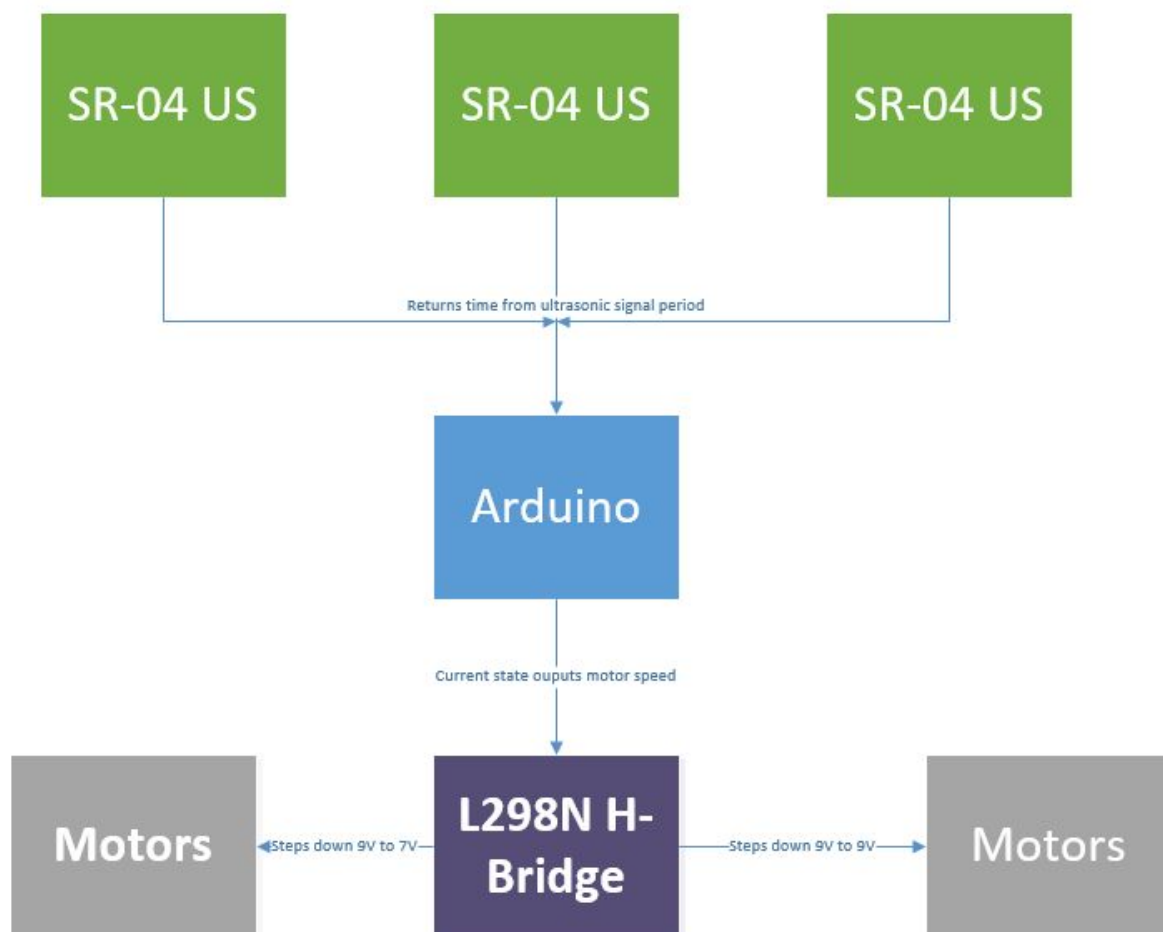 SR-04 US
SR-04 US
SR-04 US
Returns time from ultrasonic signal period
Arduino
Current state ouputs motor speed
Motors
Steps down 9V to 7V
L298N H-
Bridge
Steps down 9V to 9V
Motors